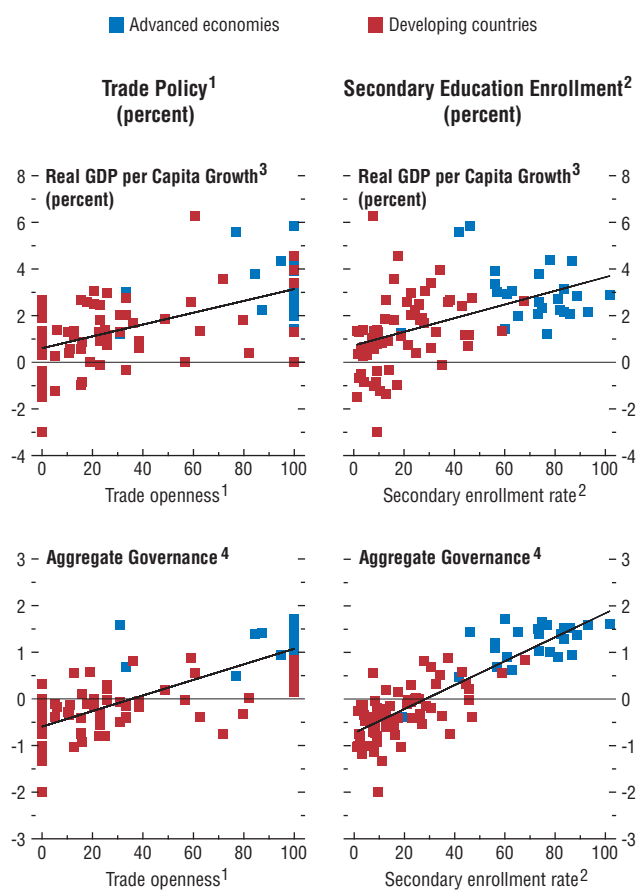 Advanced economies
Developing countries
Trade Policy¹
(percent)
Secondary Education Enrollment²
(percent)
8
6
4
2
0
-2
-4
Real GDP per Capita Growth³
(percent)
0 20 40 60 80 100
Trade openness¹
Real GDP per Capita Growth³
(percent)
8
6
4
2
0
-2
-4
0 20 40 60 80 100
Secondary enrollment rate²
3
2
1
0
-1
-2
-3
Aggregate Governance⁴
0 20 40 60 80 100
Trade openness¹
Aggregate Governance⁴
3
2
1
0
-1
-2
-3
0 20 40 60 80 100
Secondary enrollment rate²